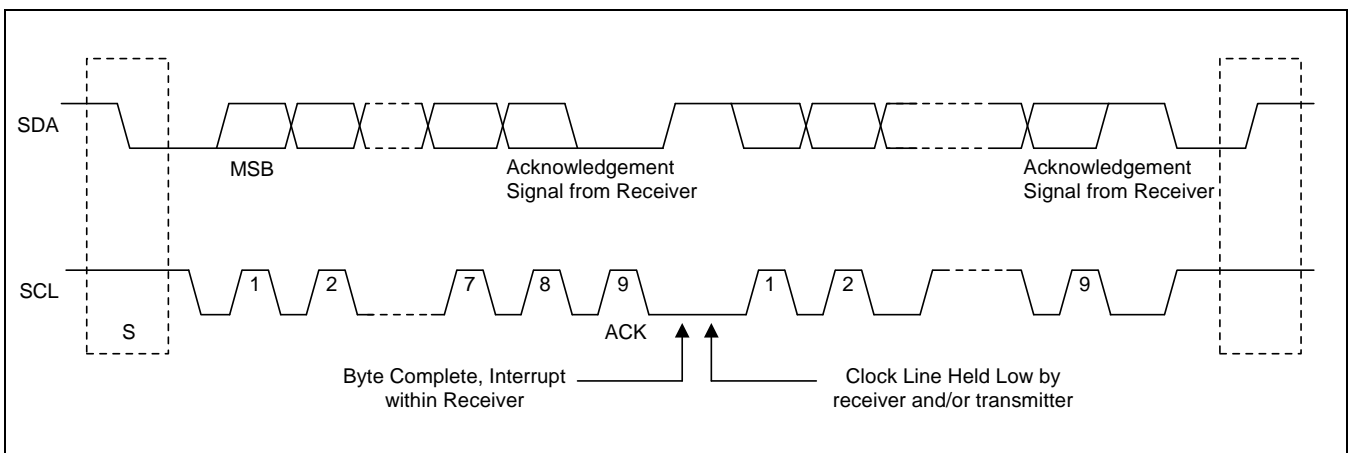 SDA
MSB
Acknowledgement
Signal from Receiver
Acknowledgement
Signal from Receiver
SCL
1
2
7
8
9
1
2
9
S
ACK
Byte Complete, Interrupt
within Receiver
Clock Line Held Low by
receiver and/or transmitter